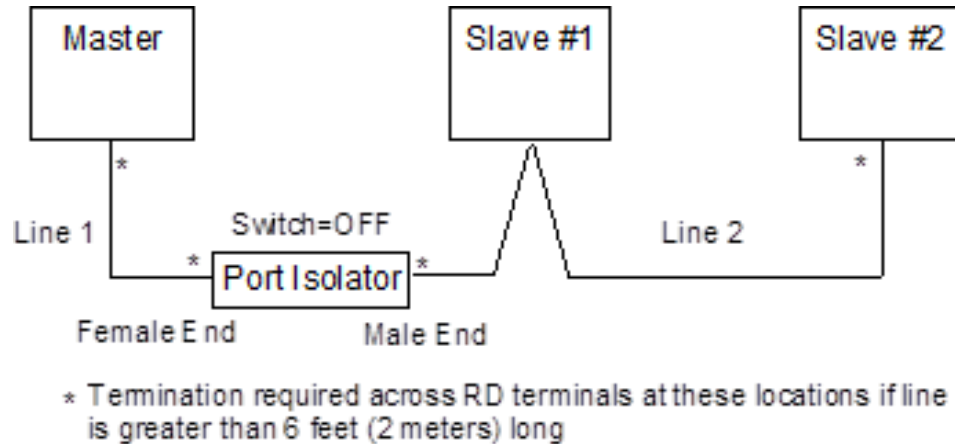 Master
Slave #1
Slave #2
*
*
Line 1
Switch=OFF
Line 2
*
Port Isolator
*
Female End
Male End
* Termination required across RD terminals at these locations if line
is greater than 6 feet (2 meters) long